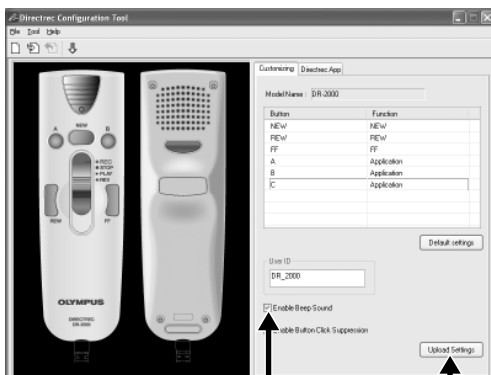 Directrec Configuration Tool
File Tool Help
Customizing Directrec App
Model Name : DR-2000
Button Function
NEW NEW
REW REW
FF FF
A Application
B Application
C Application
Default settings
User ID
DR_2000
Enable Beep Sound
Enable Button Click Suppression
Upload Settings
A NEW B
REC
STOP
PLAY
REV
REW FF
OLYMPUS
DIRECTREC
DR-2000